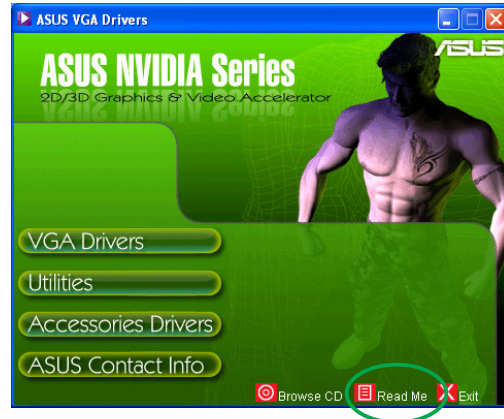 ASUS VGA Drivers
ASUS
ASUS NVIDIA Series
2D/3D Graphics & Video Accelerator
VGA Drivers
Utilities
Accessories Drivers
ASUS Contact Info
Browse CD Read Me Exit